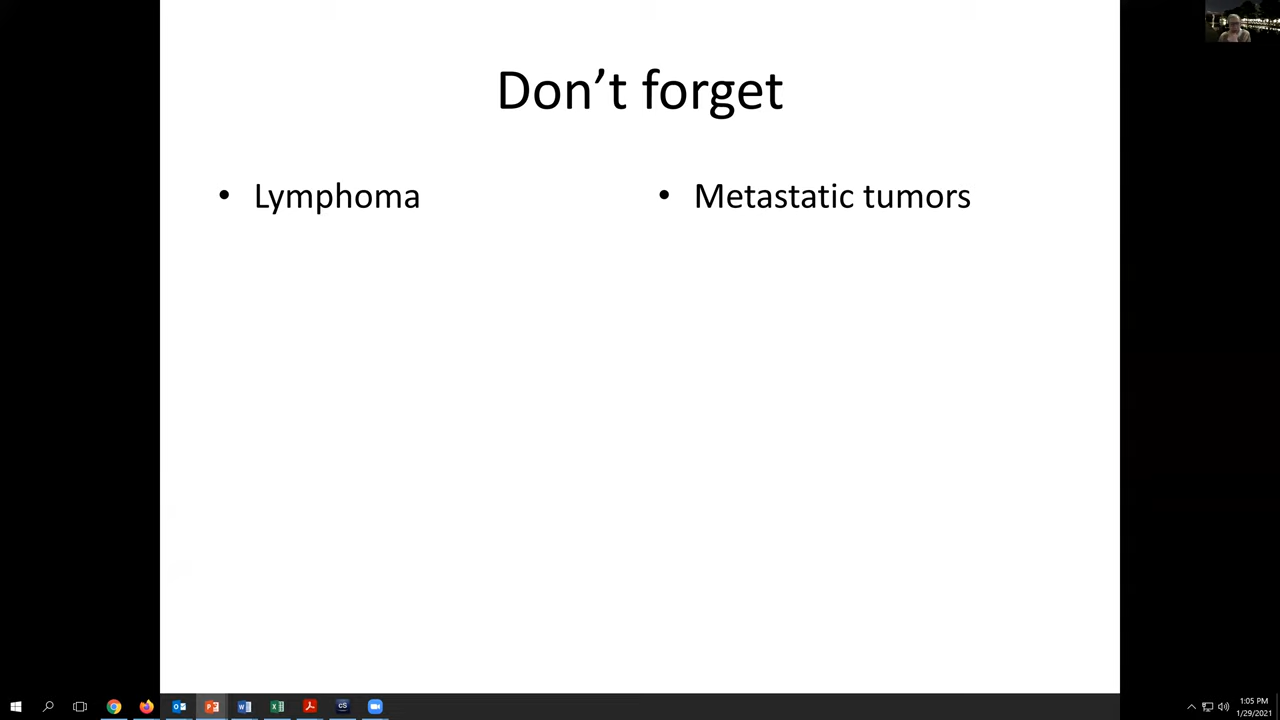 Don’t forget
• Lymphoma
• Metastatic tumors
1:05 PM
1/29/2021